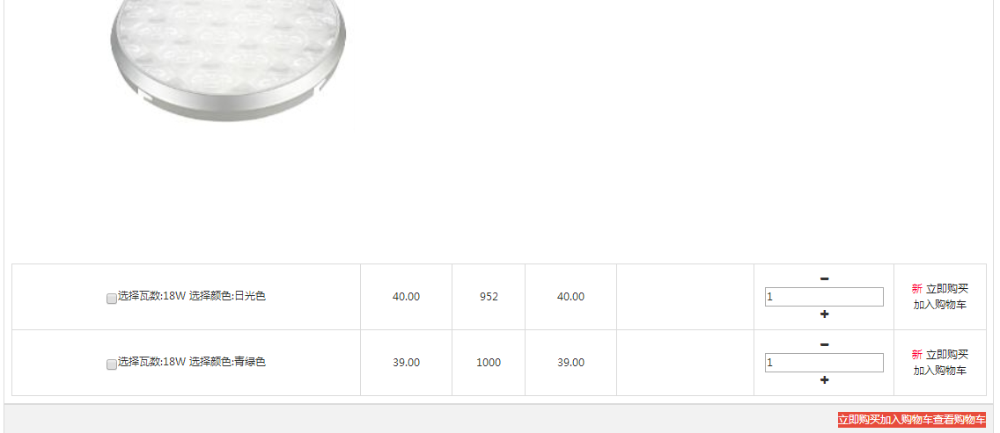 选择瓦数:18W 选择颜色:日光色 40.00 952 40.00 1 新 立即购买
加入购物车
选择瓦数:18W 选择颜色:青绿色 39.00 1000 39.00 1 新 立即购买
加入购物车
立即购买加入购物车查看购物车